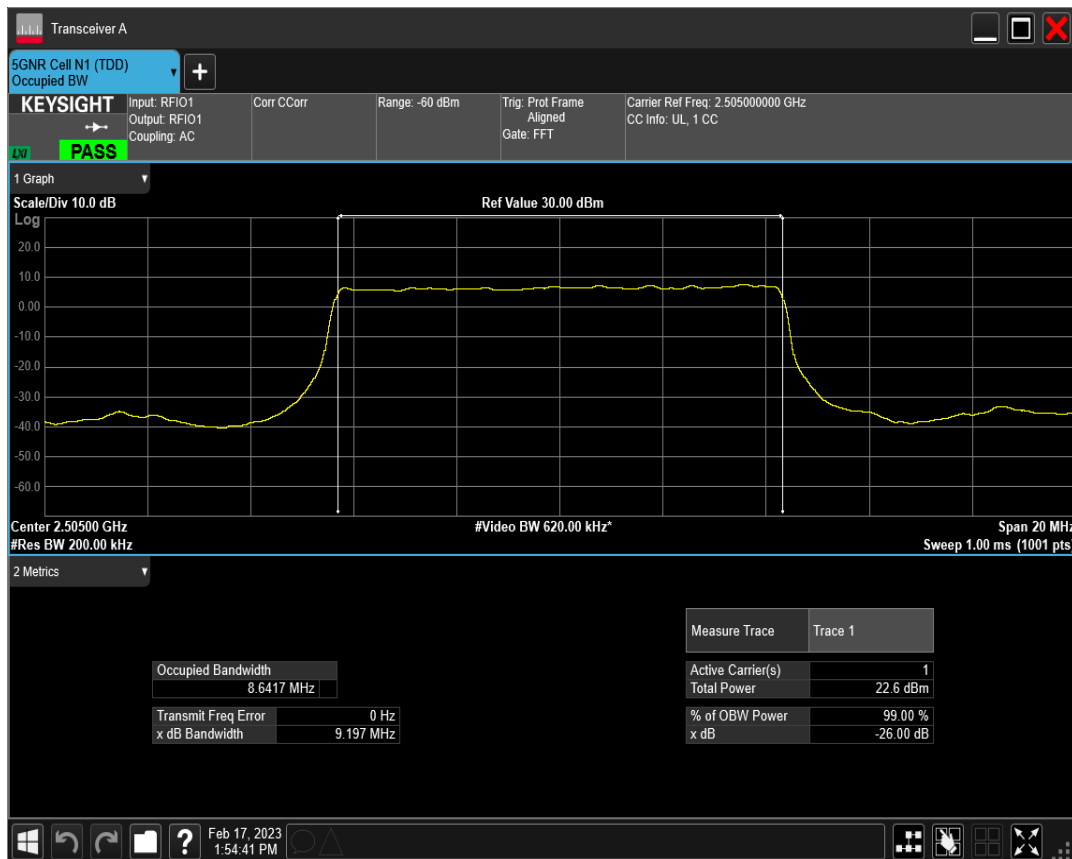 Transceiver A
5GNR Cell N1 (TDD)
Occupied BW
+
KEYSIGHT
LXI
PASS
Input: RFIO1
Output: RFIO1
Coupling: AC
Corr CCorr
Range: -60 dBm
Trig: Prot Frame
Aligned
Gate: FFT
Carrier Ref Freq: 2.505000000 GHz
CC Info: UL, 1 CC
1 Graph
Scale/Div 10.0 dB
Ref Value 30.00 dBm
Log
20.0
10.0
0.00
-10.0
-20.0
-30.0
-40.0
-50.0
-60.0
Center 2.50500 GHz
#Video BW 620.00 kHz*
Span 20 MHz
#Res BW 200.00 kHz
Sweep 1.00 ms (1001 pts)
2 Metrics
Measure Trace Trace 1
Occupied Bandwidth
8.6417 MHz
Active Carrier(s) 1
Total Power 22.6 dBm
Transmit Freq Error 0 Hz
x dB Bandwidth 9.197 MHz
% of OBW Power 99.00 %
x dB -26.00 dB
?
Feb 17, 2023
1:54:41 PM